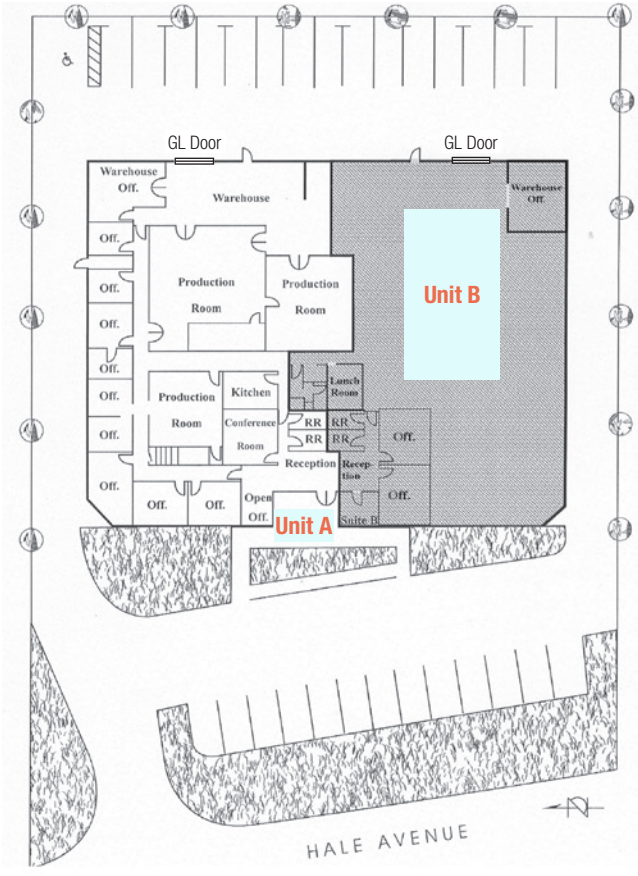 GL Door
GL Door
Warehouse
Off.
Warehouse
Warehouse
Off.
Off.
Off.
Production
Room
Production
Room
Unit B
Off.
Off.
Off.
Production
Room
Kitchen
Lunch
Room
Conference
Room
RR
RR
RR
RR
Off.
Off.
Reception
Recep-
tion
Off.
Off.
Off.
Open
Off.
Off.
Unit A
Suite B
N
HALE AVENUE